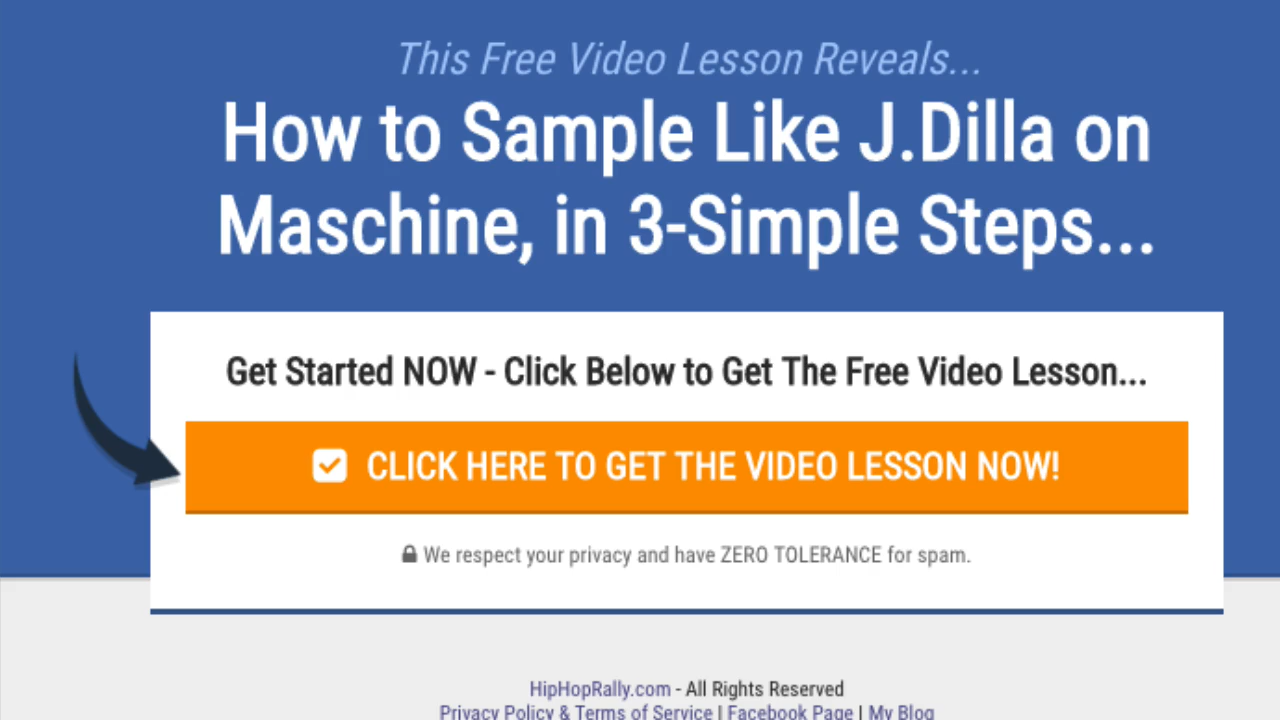 This Free Video Lesson Reveals...
How to Sample Like J.Dilla on
Maschine, in 3-Simple Steps...
Get Started NOW - Click Below to Get The Free Video Lesson...
CLICK HERE TO GET THE VIDEO LESSON NOW!
We respect your privacy and have ZERO TOLERANCE for spam.
HipHopRally.com - All Rights Reserved
Privacy Policy & Terms of Service | Facebook Page | My Blog